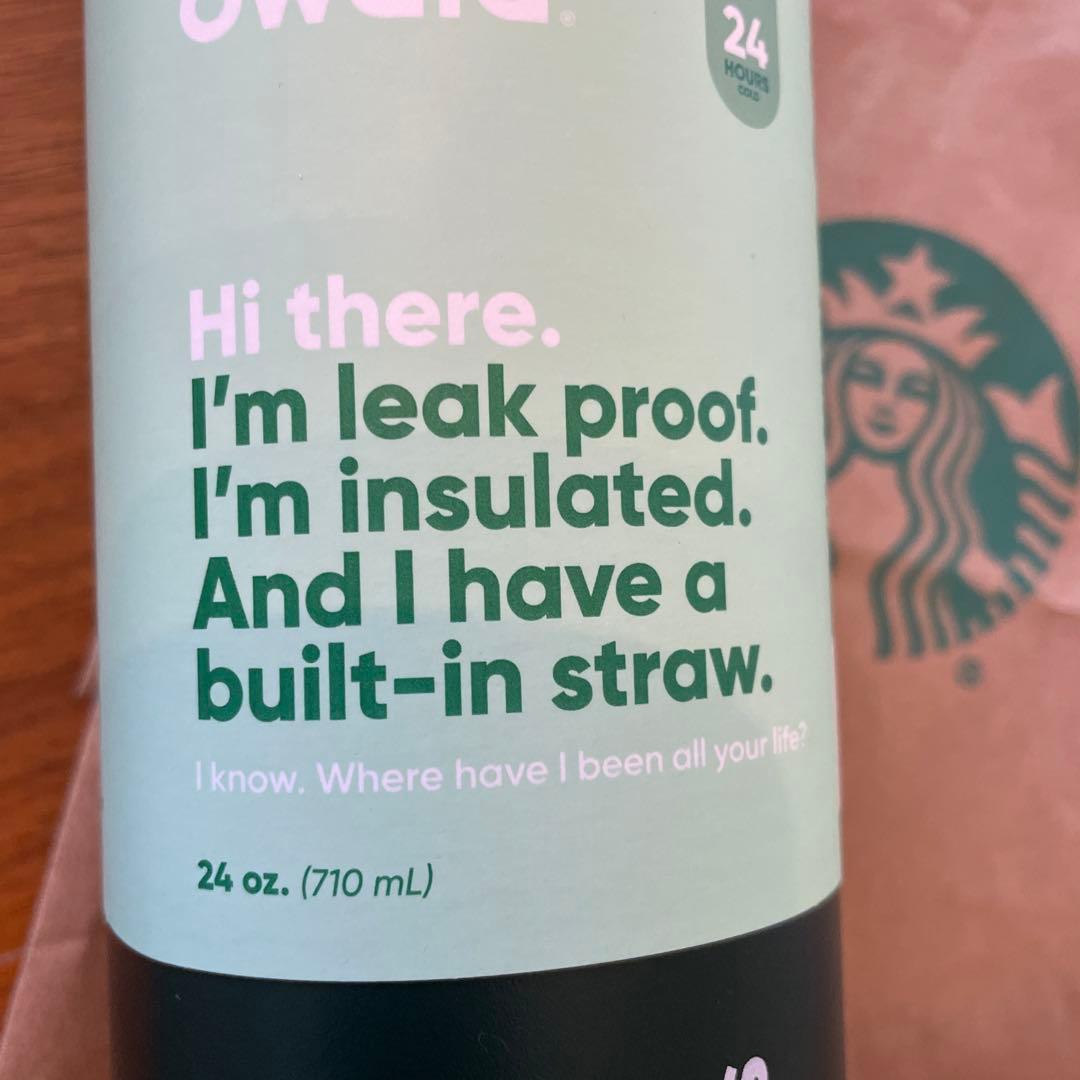 owala®
24
HOURS
COLD
Hi there.
I'm leak proof.
I'm insulated.
And I have a
built-in straw.
I know. Where have I been all your life?
24 oz. (710 mL)
®